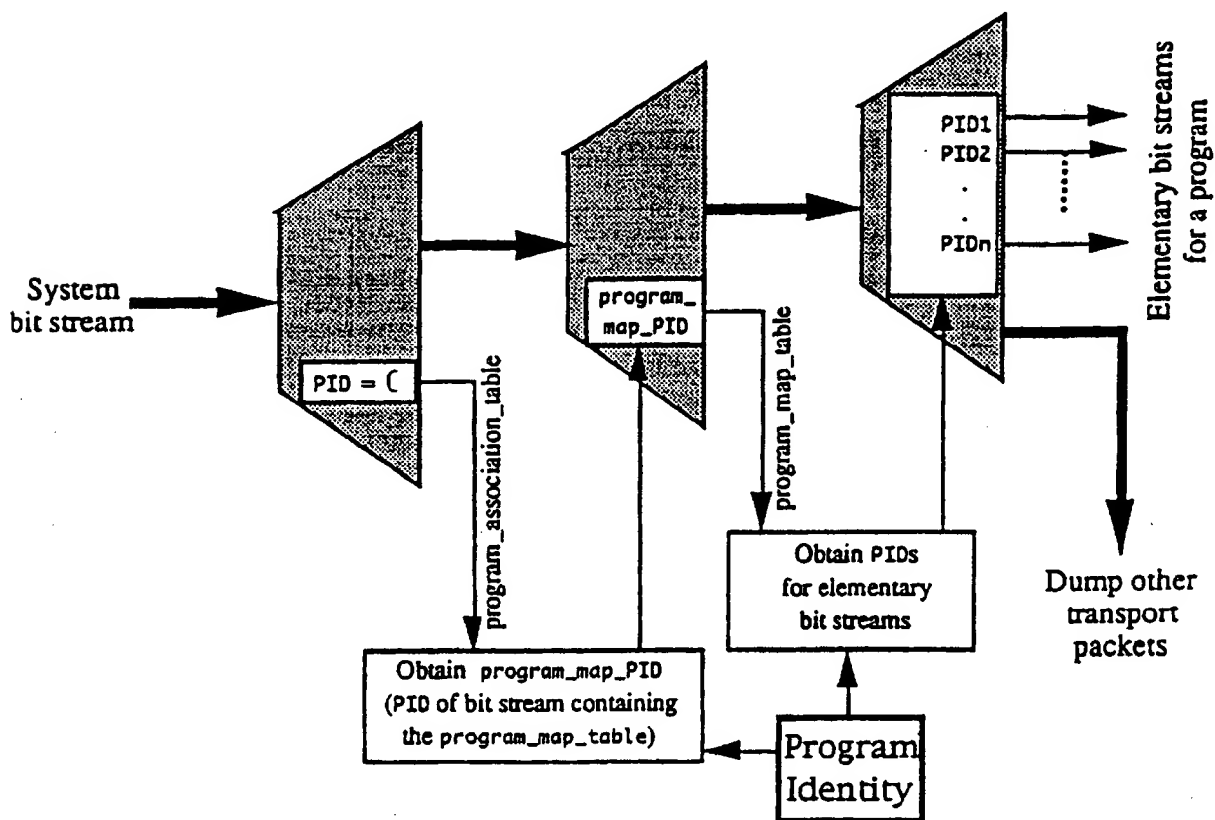 System
bit stream
PID = (
program_association_table
program_
map_PID
program_map_table
PID1
PID2
.
.
PIDn
Elementary bit streams
for a program
Obtain program_map_PID
(PID of bit stream containing
the program_map_table)
Obtain PIDs
for elementary
bit streams
Program
Identity
Dump other
transport
packets